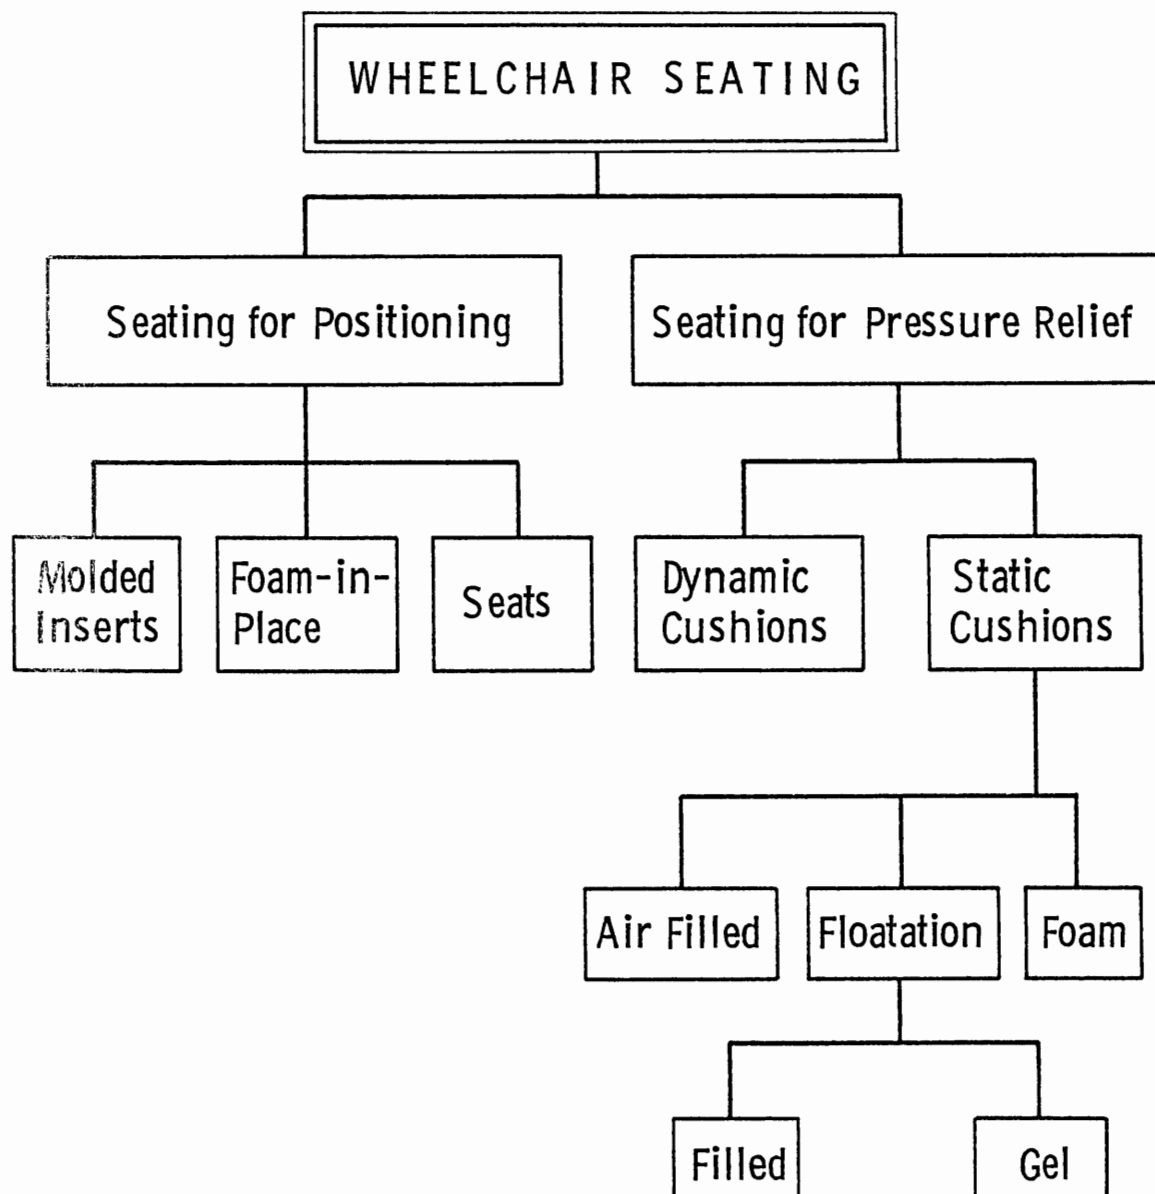 WHEELCHAIR SEATING
Seating for Positioning
Seating for Pressure Relief
Molded
Inserts
Foam-in-
Place
Seats
Dynamic
Cushions
Static
Cushions
Air Filled
Floatation
Foam
Filled
Gel